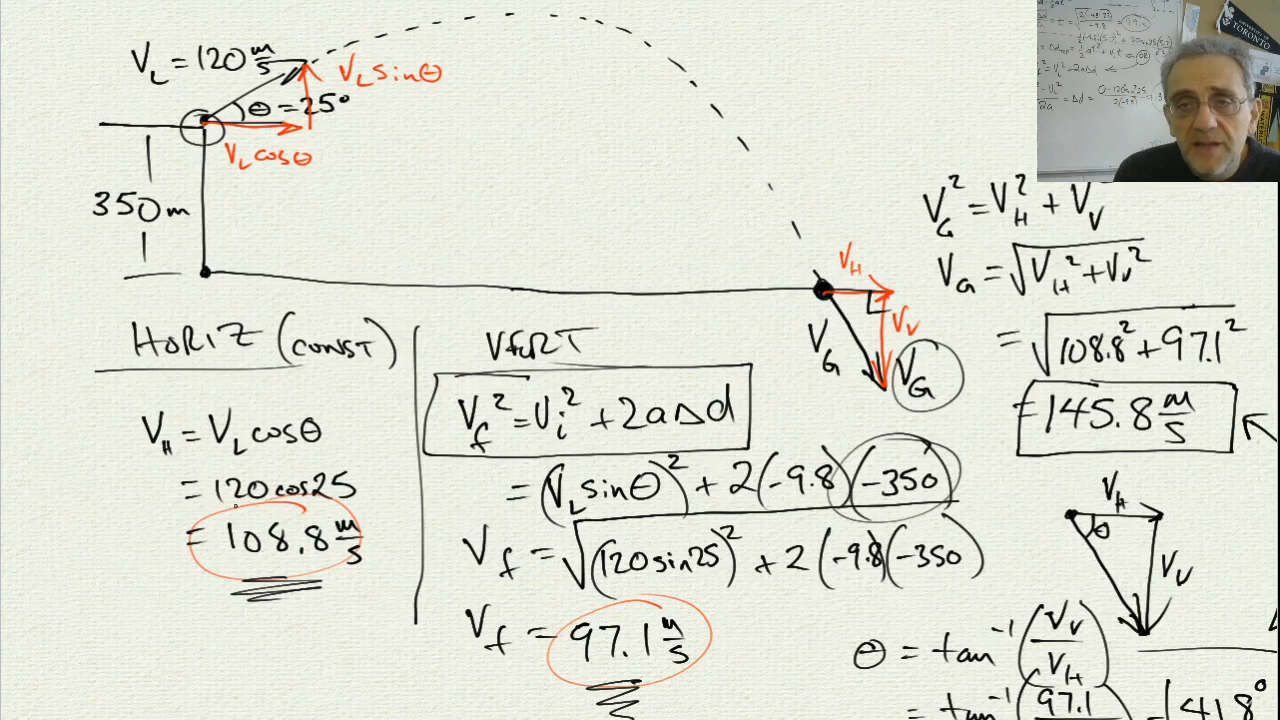 V_L = 120 m/s
V_L sinθ
θ = 25°
V_L cosθ
350m
V_H
V_V
V_G
V_G
HORIZ (CONST)
V_H = V_L cosθ
= 120 cos25
= 108.8 m/s
VERT
V_f² = V_i² + 2aΔd
= (V_L sinθ)² + 2(-9.8)(-350)
V_f = √((120 sin25)² + 2(-9.8)(-350))
V_f = 97.1 m/s
V_G² = V_H² + V_V
V_G = √(V_H² + V_V²)
= √(108.8² + 97.1²)
= 145.8 m/s
V_H
θ
V_V
θ = tan⁻¹(V_V/V_H)
= tan⁻¹(97.1
41.8°
TORONTO